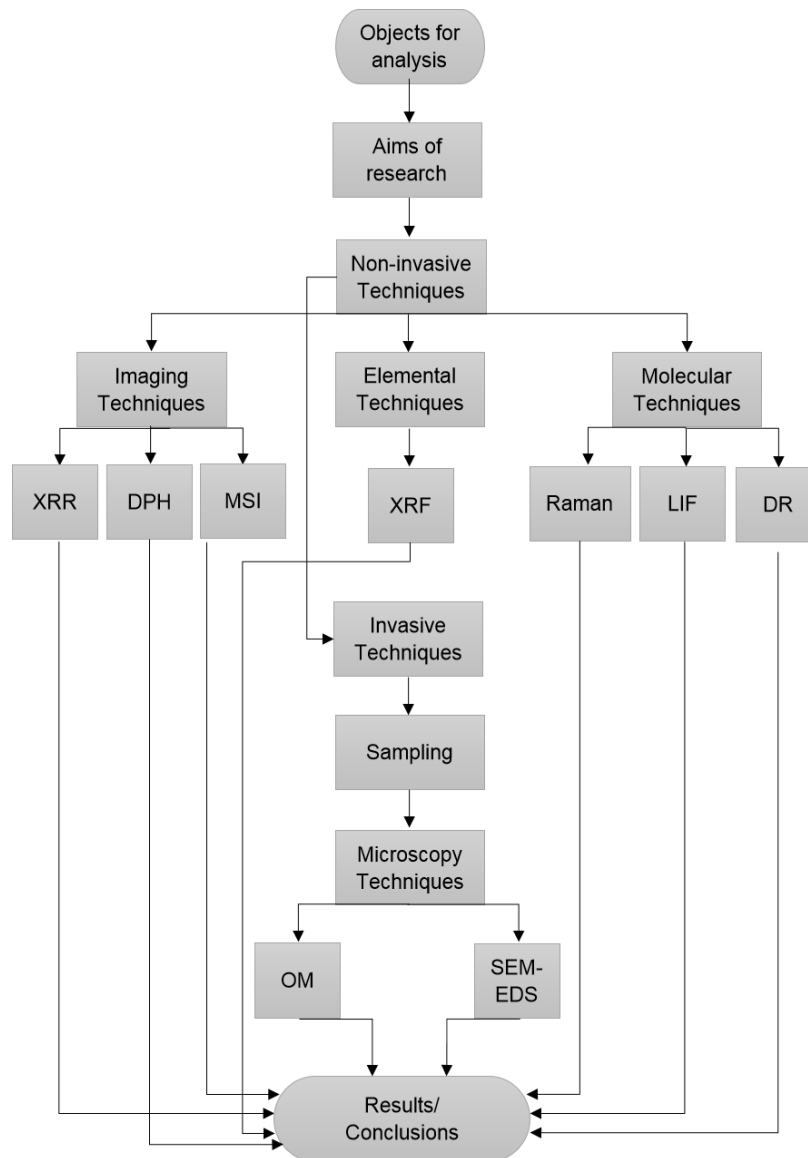 Objects for
analysis
Aims of
research
Non-invasive
Techniques
Imaging
Techniques
Elemental
Techniques
Molecular
Techniques
XRR
DPH
MSI
XRF
Raman
LIF
DR
Invasive
Techniques
Sampling
Microscopy
Techniques
OM
SEM-
EDS
Results/
Conclusions